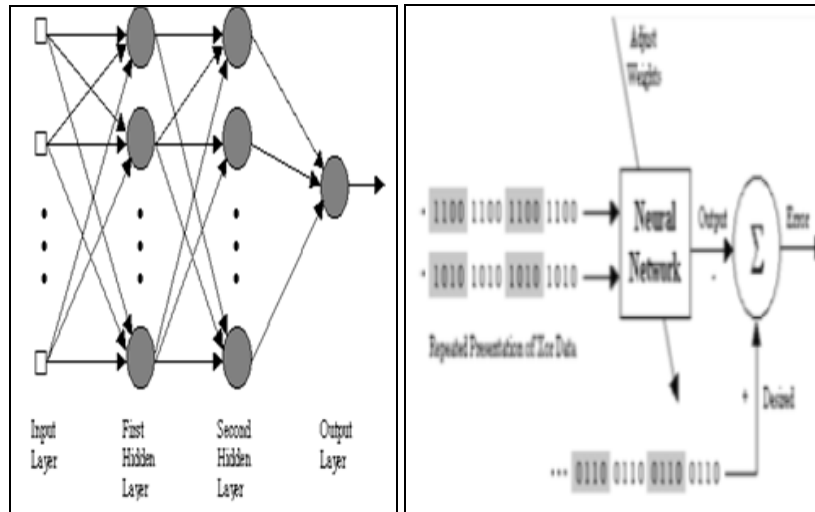 Input
Layer
First
Hidden
Layer
Second
Hidden
Layer
Output
Layer
Adjust
Weights
1100 1100 1100 1100
1010 1010 1010 1010
Neural
Network
Output
-
Σ
Error
Repeated Presentation of Xor Data
+
Desired
... 0110 0110 0110 0110